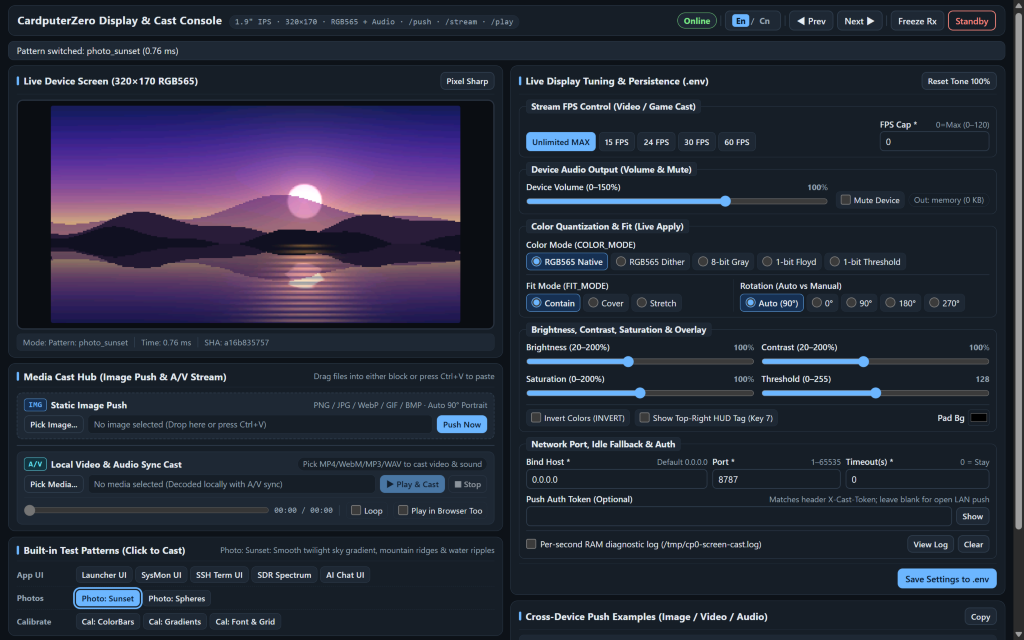 CardputerZero Display & Cast Console
1.9" IPS · 320×170 · RGB565 + Audio · /push · /stream · /play
Online
En / Cn
◀ Prev
Next ▶
Freeze Rx
Standby
Pattern switched: photo_sunset (0.76 ms)
Live Device Screen (320×170 RGB565)
Pixel Sharp
Mode: Pattern: photo_sunset
Time: 0.76 ms
SHA: a16b835757
Media Cast Hub (Image Push & A/V Stream)
Drag files into either block or press Ctrl+V to paste
IMG Static Image Push
PNG / JPG / WebP / GIF / BMP · Auto 90° Portrait
Pick Image...
No image selected (Drop here or press Ctrl+V)
Push Now
A/V Local Video & Audio Sync Cast
Pick MP4/WebM/MP3/WAV to cast video & sound
Pick Media...
No media selected (Decoded locally with A/V sync)
▶ Play & Cast
■ Stop
00:00 / 00:00
Loop
Play in Browser Too
Built-in Test Patterns (Click to Cast)
Photo: Sunset: Smooth twilight sky gradient, mountain ridges & water ripples
App UI
Launcher UI
SysMon UI
SSH Term UI
SDR Spectrum
AI Chat UI
Photos
Photo: Sunset
Photo: Spheres
Calibrate
Cal: ColorBars
Cal: Gradients
Cal: Font & Grid
Live Display Tuning & Persistence (.env)
Reset Tone 100%
Stream FPS Control (Video / Game Cast)
Unlimited MAX
15 FPS
24 FPS
30 FPS
60 FPS
FPS Cap *
0=Max (0–120)
0
Device Audio Output (Volume & Mute)
Device Volume (0–150%)
100%
Mute Device
Out: memory (0 KB)
Color Quantization & Fit (Live Apply)
Color Mode (COLOR_MODE)
RGB565 Native
RGB565 Dither
8-bit Gray
1-bit Floyd
1-bit Threshold
Fit Mode (FIT_MODE)
Contain
Cover
Stretch
Rotation (Auto vs Manual)
Auto (90°)
0°
90°
180°
270°
Brightness, Contrast, Saturation & Overlay
Brightness (20–200%)
100%
Contrast (20–200%)
100%
Saturation (0–200%)
100%
Threshold (0–255)
128
Invert Colors (INVERT)
Show Top-Right HUD Tag (Key 7)
Pad Bg
Network Port, Idle Fallback & Auth
Bind Host *
Default 0.0.0.0
0.0.0.0
Port *
1–65535
8787
Timeout(s) *
0 = Stay
0
Push Auth Token (Optional)
Matches header X-Cast-Token; leave blank for open LAN push
Show
Per-second RAM diagnostic log (/tmp/cp0-screen-cast.log)
View Log
Clear
Save Settings to .env
Cross-Device Push Examples (Image / Video / Audio)
Copy